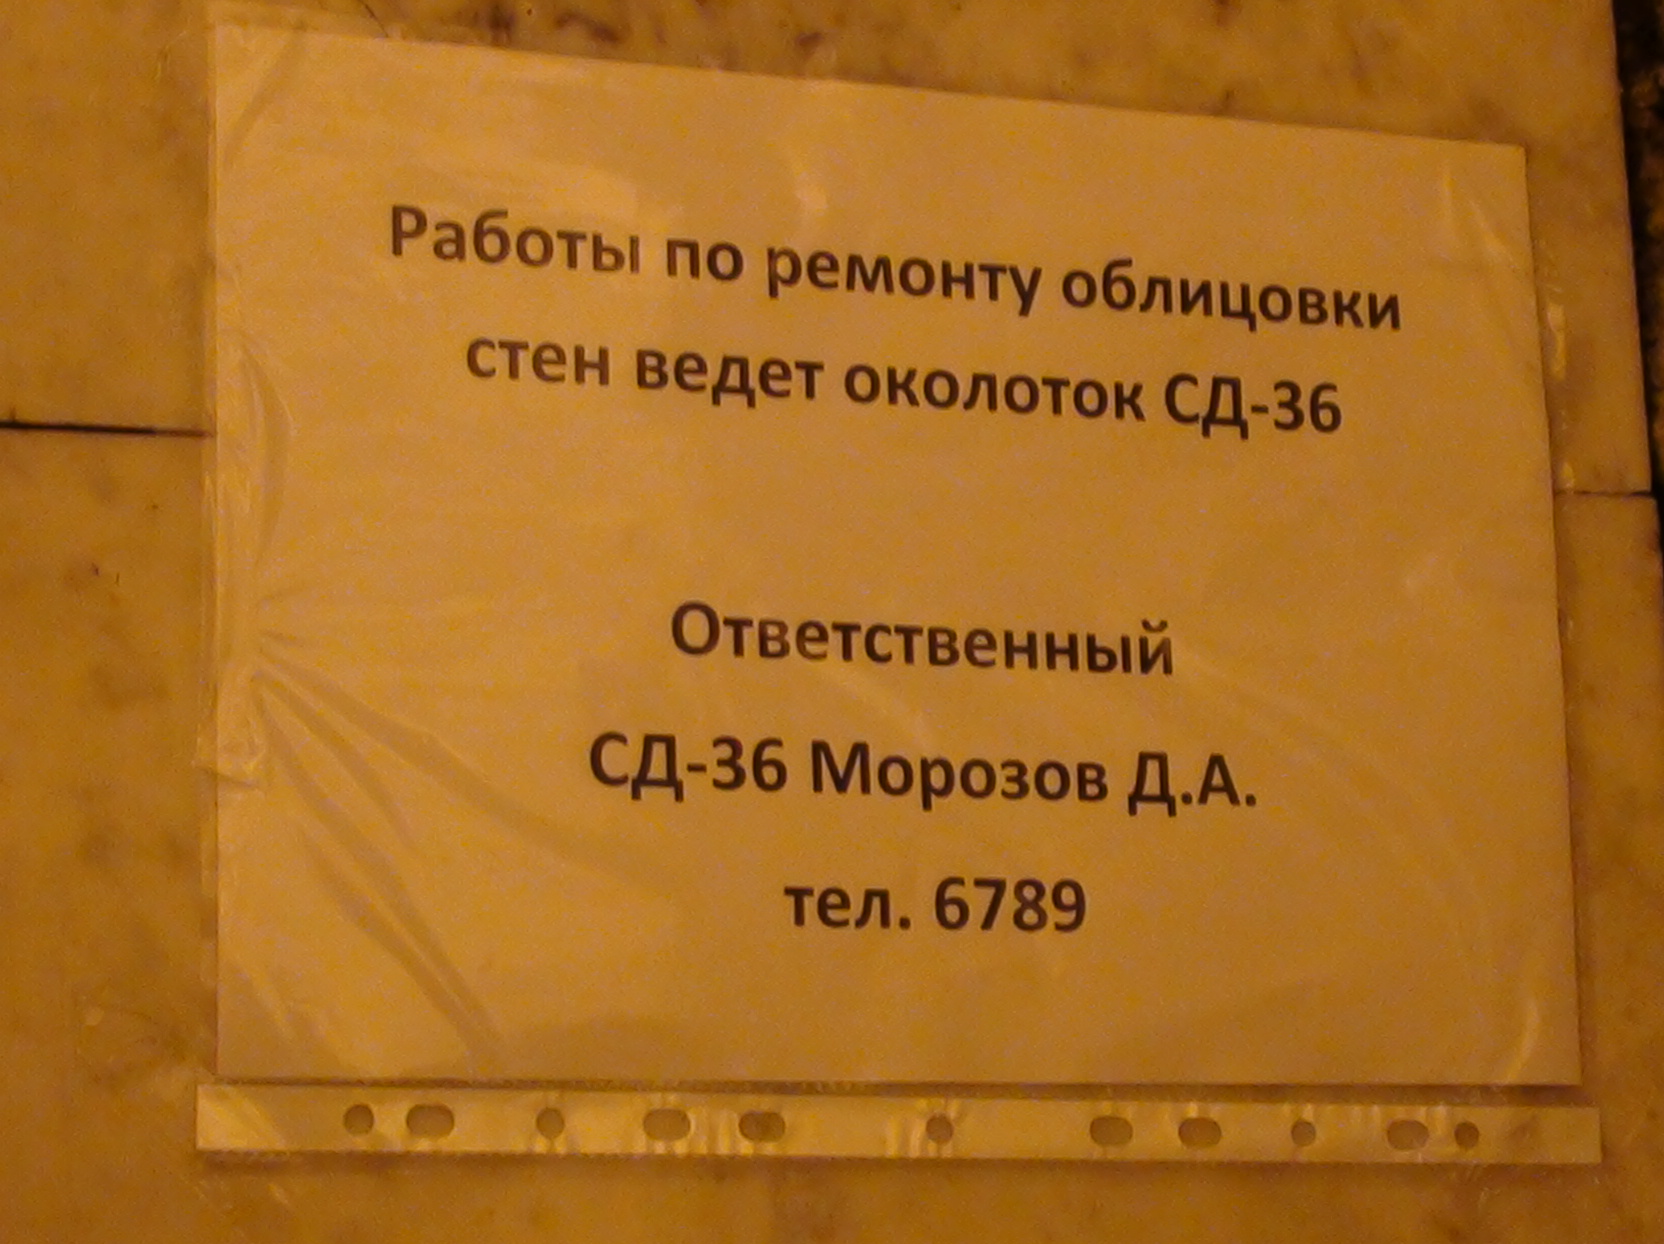 Работы по ремонту облицовки
стен ведет околоток СД-36
Ответственный
СД-36 Морозов Д.А.
тел. 6789